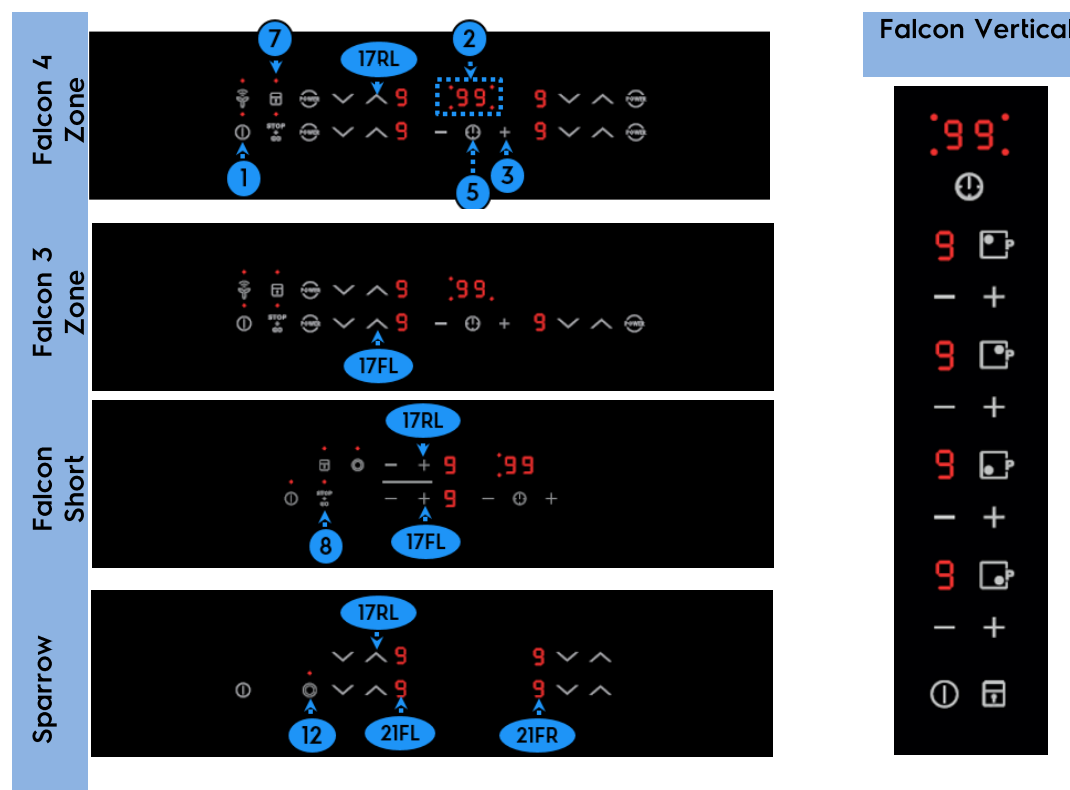 Falcon 4
Zone
7
17RL
2
9
99
9
POWER
POWER
STOP
+
GO
POWER
9
9
POWER
1
5
3
Falcon 3
Zone
POWER
9
99
STOP
+
GO
POWER
9
9
POWER
17FL
Falcon
Short
17RL
9
99
STOP
+
GO
9
8
17FL
Sparrow
17RL
9
9
9
9
12
21FL
21FR
Falcon Vertical
99
9
P
9
P
9
P
9
P